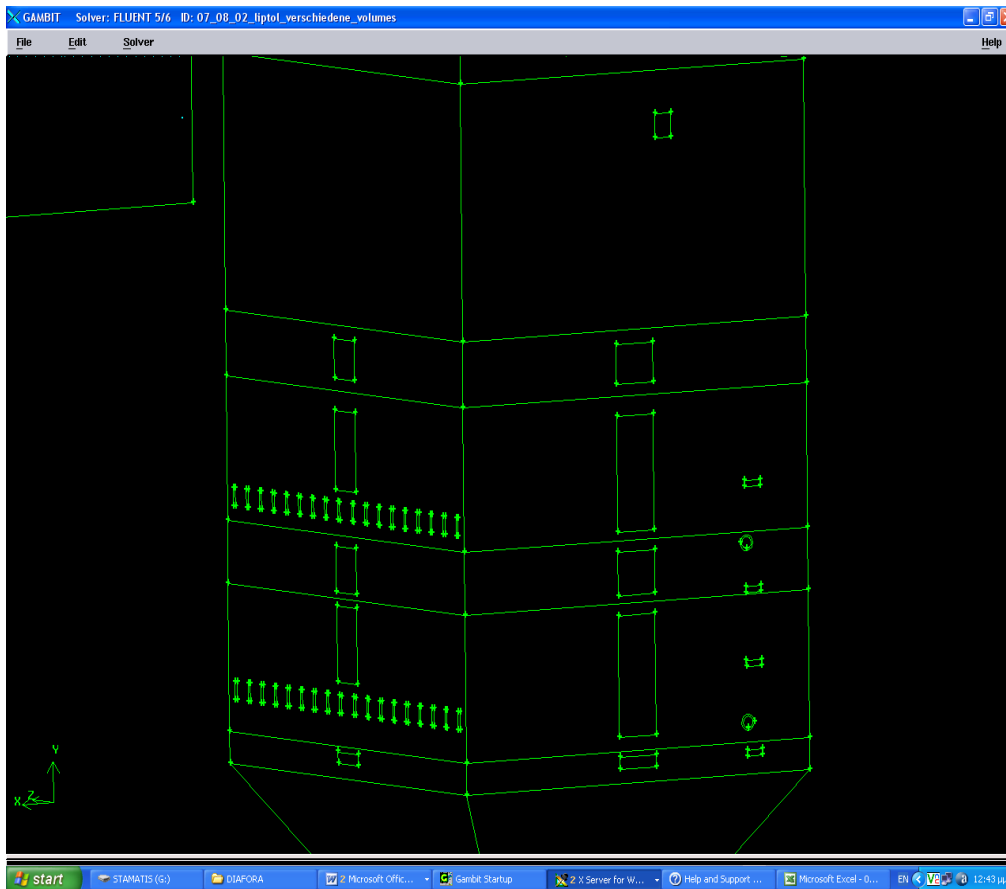 GAMBIT Solver: FLUENT 5/6 ID: 07_08_02_liptol_verschiedene_volumes
File Edit Solver Help
Y
X Z
start STAMATIS (G:) DIAFORA 2 Microsoft Offic... Gambit Startup 2 X Server for W... Help and Support ... Microsoft Excel - 0... EN 12:43 μμ